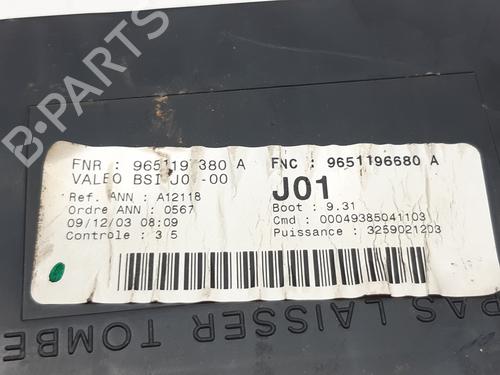 B-PARTS
FNR : 965119 380 A
FNC : 9651196680 A
VALEO BSI J0 -00
J01
Ref. ANN : A12118
Ordre ANN : 0567
09/12/03 08:09
Controle : 3 5
Boot : 9.31
Cmd : 00049385041103
Puissance : 3259021203
PAS LAISSER TOMBE